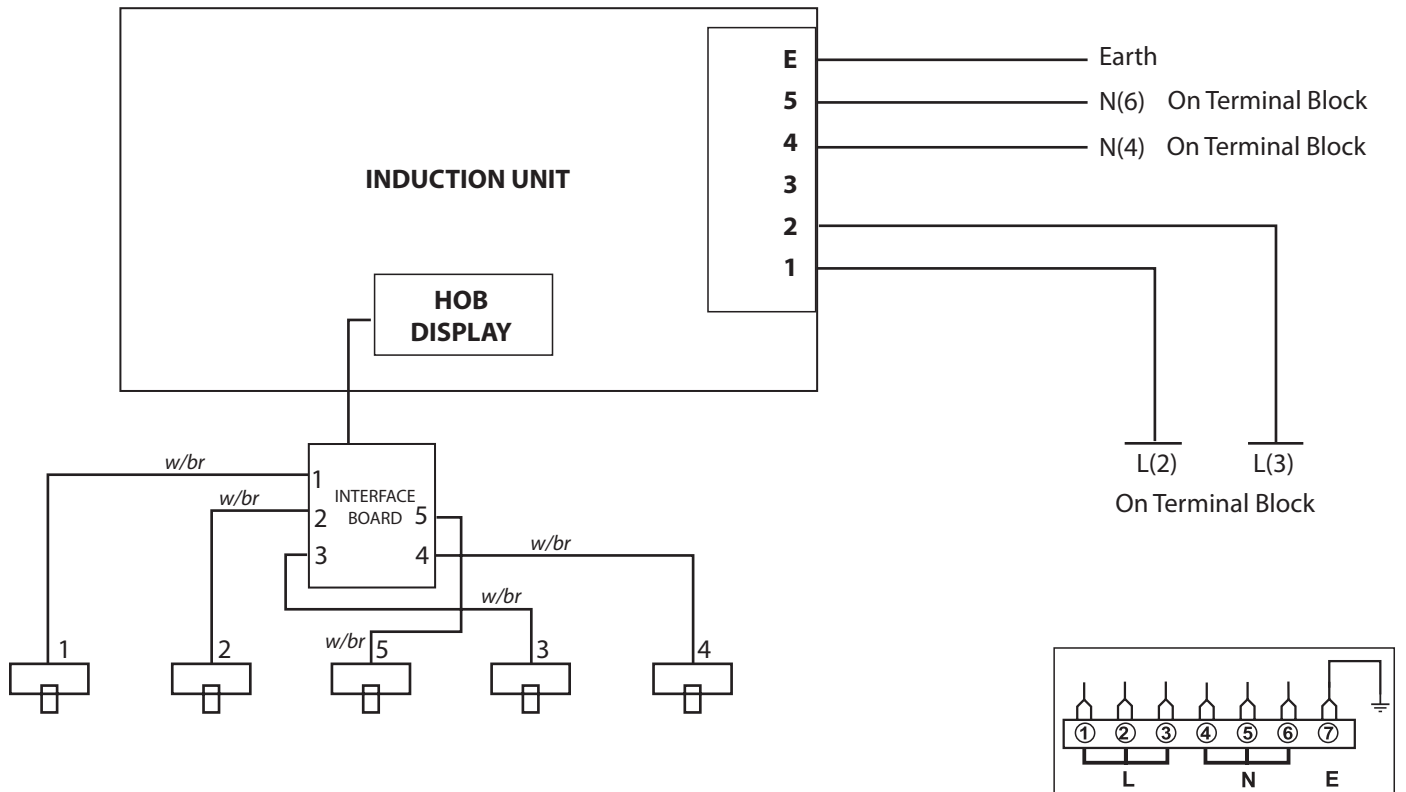 E
Earth
5
N(6) On Terminal Block
4
N(4) On Terminal Block
INDUCTION UNIT
3
2
1
HOB
DISPLAY
L(2)
L(3)
On Terminal Block
w/br
1
w/br
INTERFACE
2
BOARD
5
3
4
w/br
w/br
w/br
1
2
5
3
4
1
2
3
4
5
6
7
L
N
E